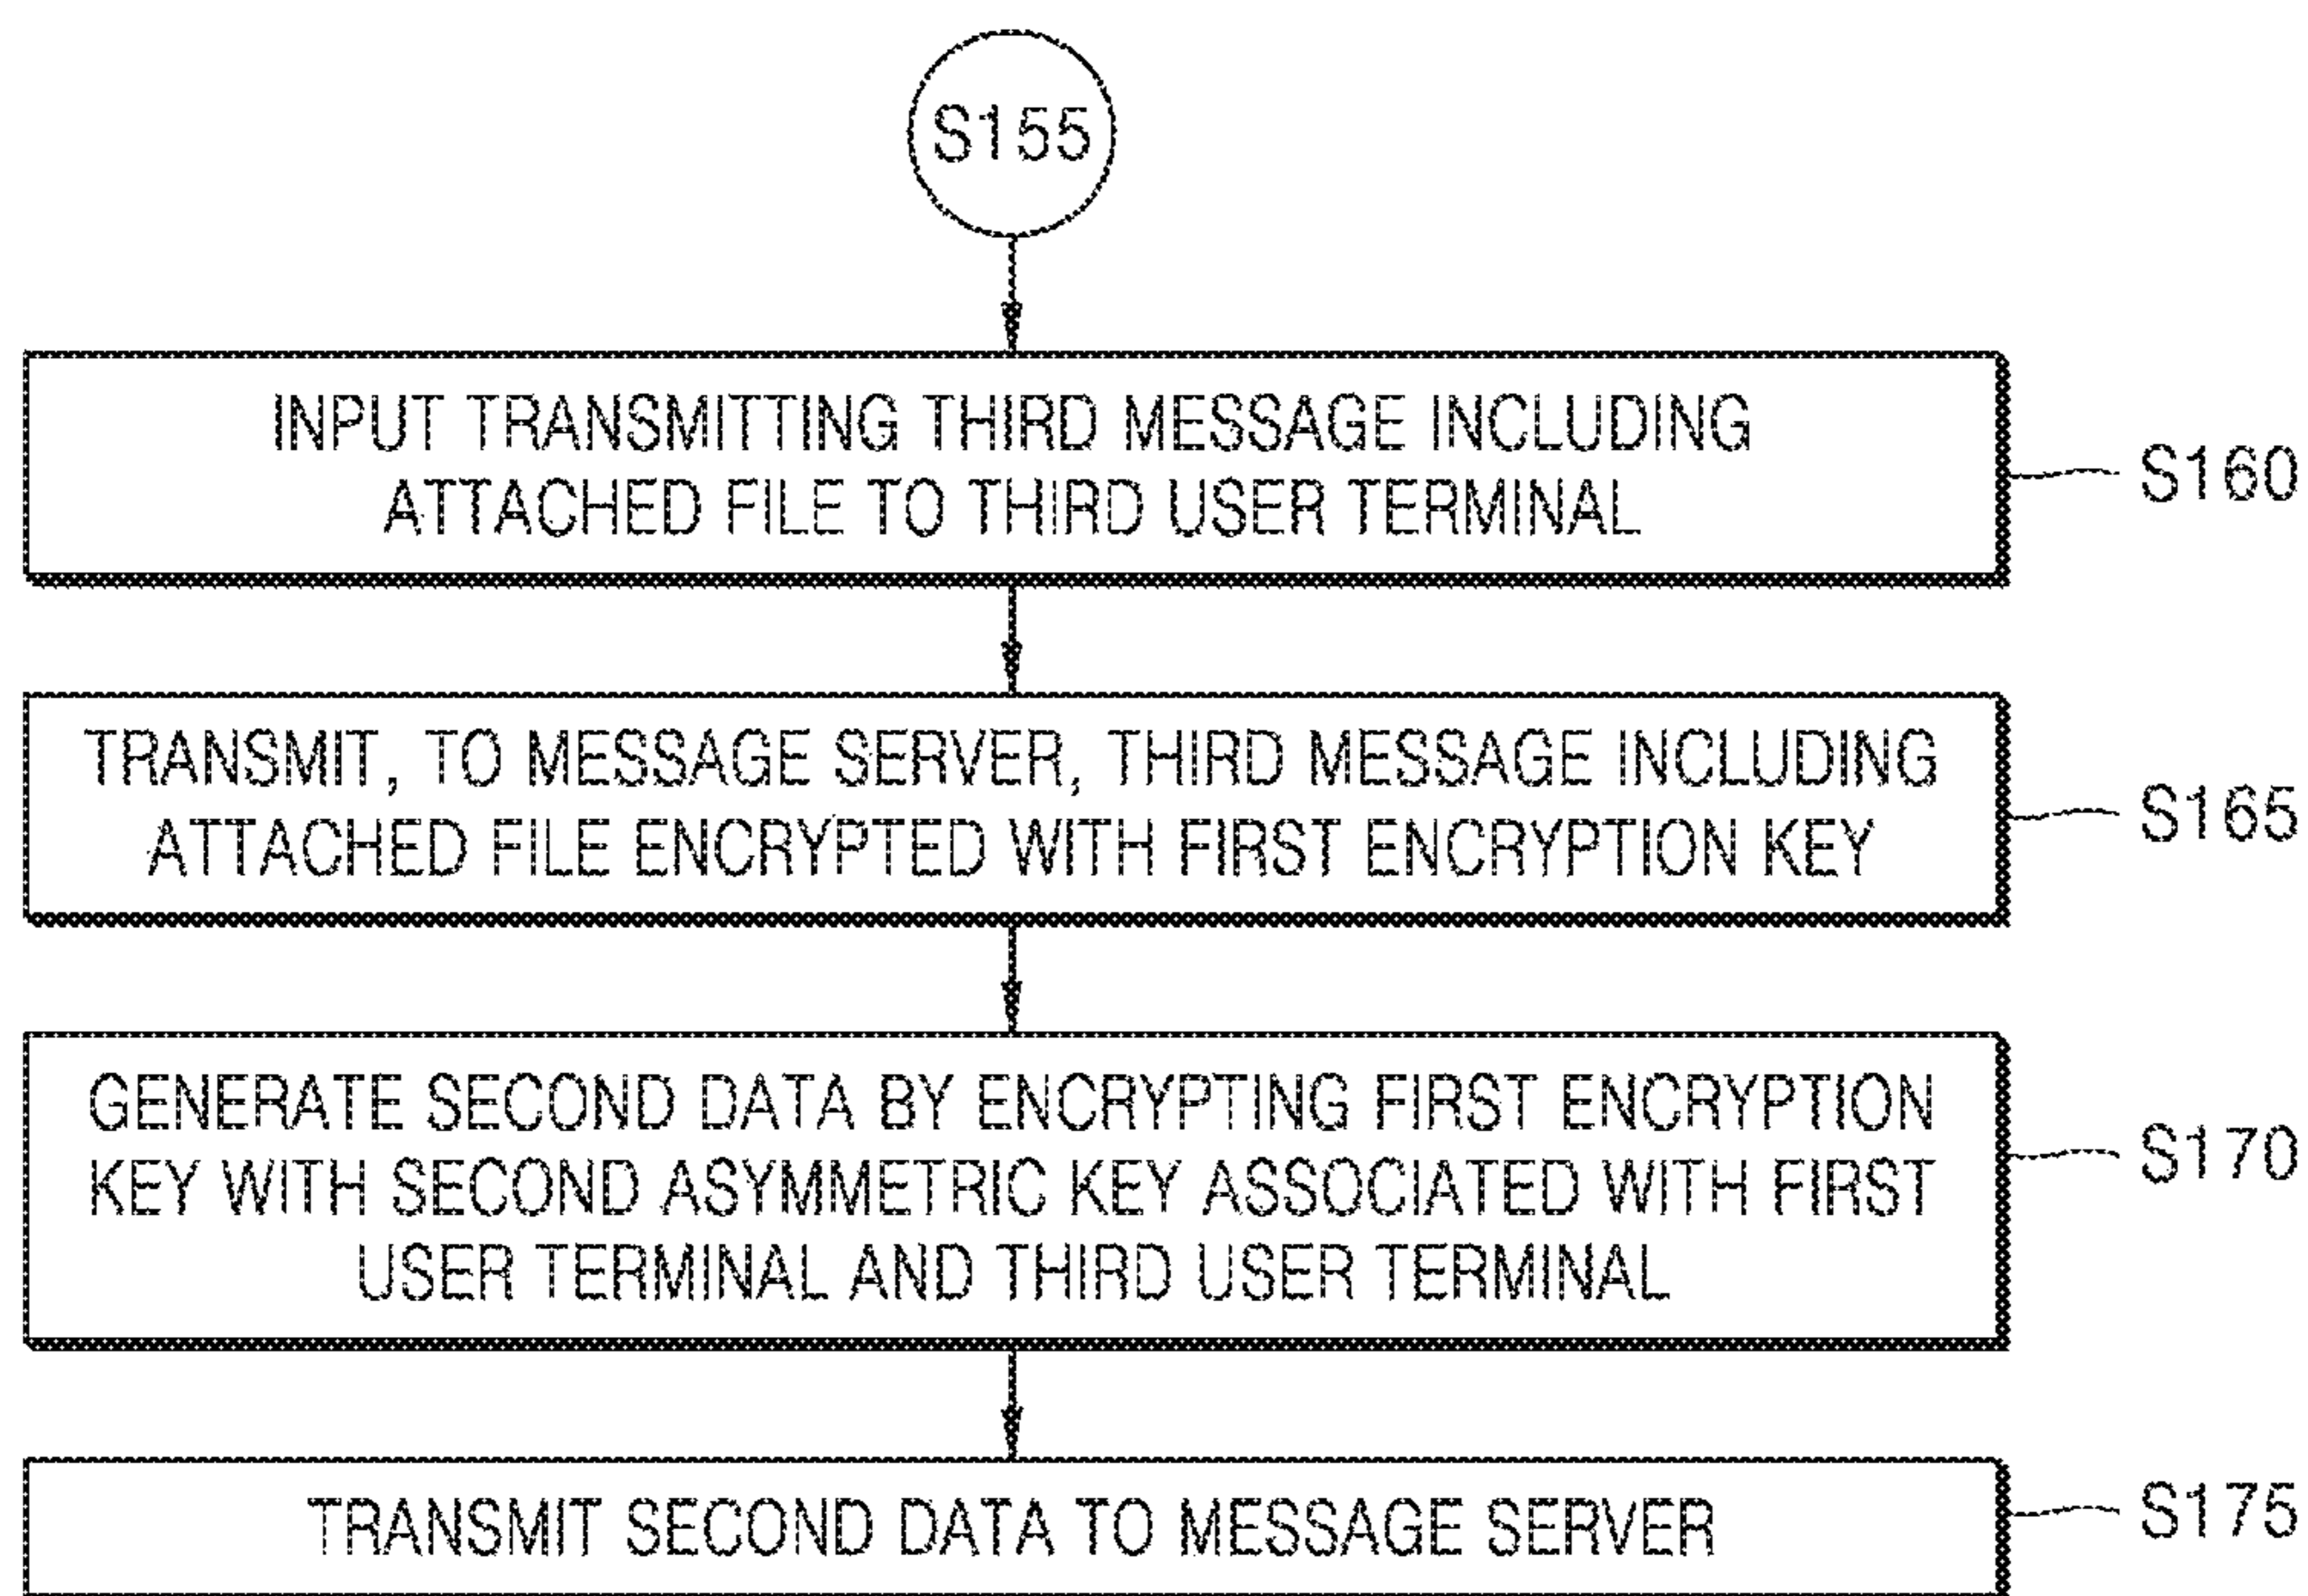 S155
INPUT TRANSMITTING THIRD MESSAGE INCLUDING
ATTACHED FILE TO THIRD USER TERMINAL
S160
TRANSMIT, TO MESSAGE SERVER, THIRD MESSAGE INCLUDING
ATTACHED FILE ENCRYPTED WITH FIRST ENCRYPTION KEY
S165
GENERATE SECOND DATA BY ENCRYPTING FIRST ENCRYPTION
KEY WITH SECOND ASYMMETRIC KEY ASSOCIATED WITH FIRST
USER TERMINAL AND THIRD USER TERMINAL
S170
TRANSMIT SECOND DATA TO MESSAGE SERVER
S175